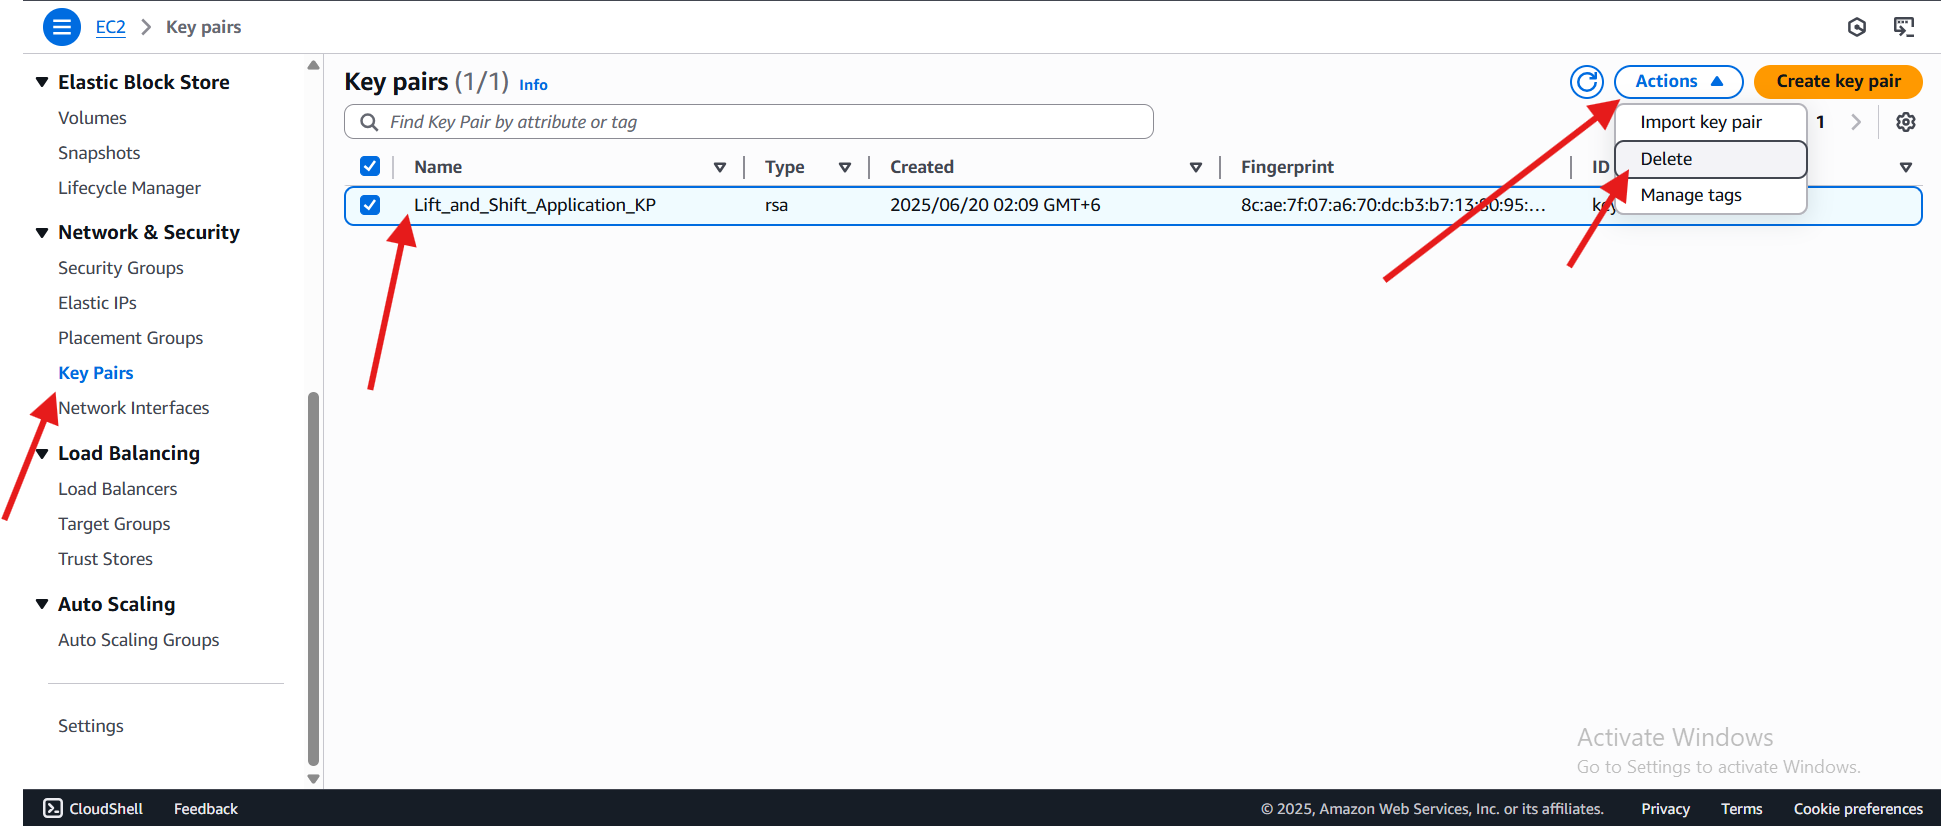 EC2 > Key pairs
Elastic Block Store
Volumes
Snapshots
Lifecycle Manager
Network & Security
Security Groups
Elastic IPs
Placement Groups
Key Pairs
Network Interfaces
Load Balancing
Load Balancers
Target Groups
Trust Stores
Auto Scaling
Auto Scaling Groups
Settings
Key pairs (1/1) Info
Actions
Create key pair
Find Key Pair by attribute or tag
Import key pair
Delete
Manage tags
1
Name Type Created Fingerprint ID
Lift_and_Shift_Application_KP rsa 2025/06/20 02:09 GMT+6 8c:ae:7f:07:a6:70:dc:b3:b7:13:80:95:...
Activate Windows
Go to Settings to activate Windows.
CloudShell Feedback © 2025, Amazon Web Services, Inc. or its affiliates. Privacy Terms Cookie preferences